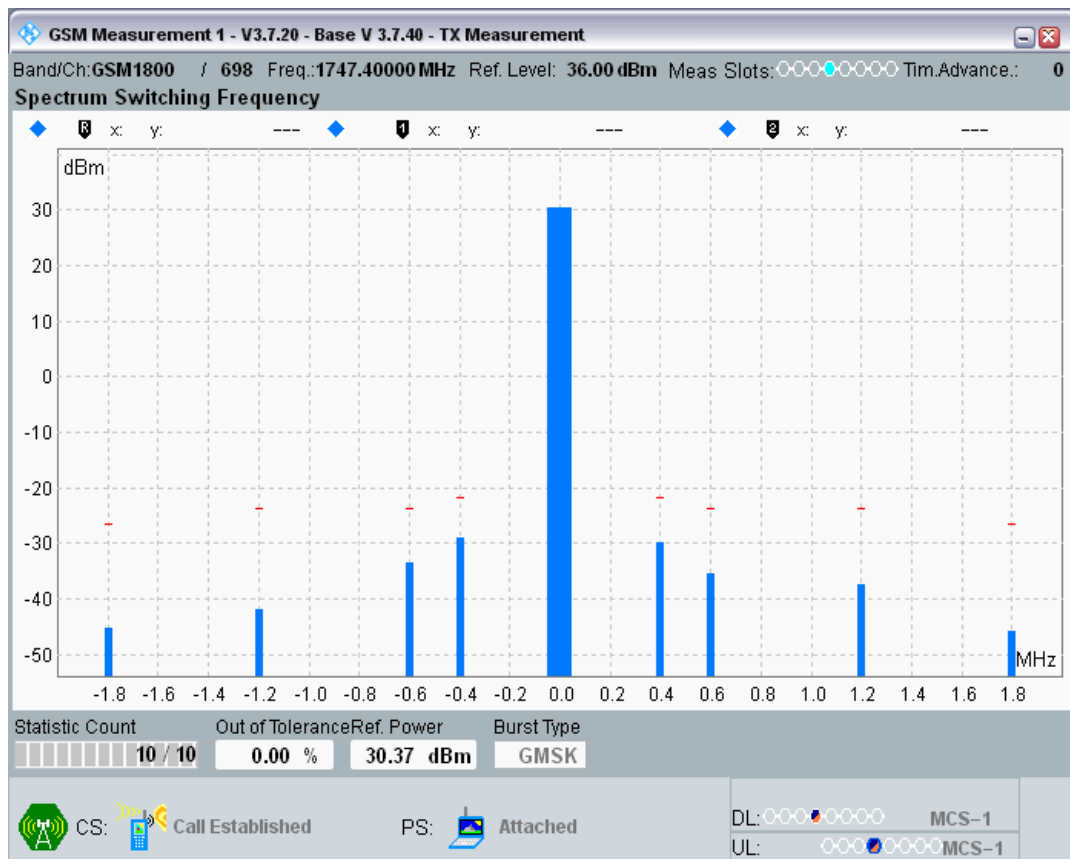 GSM Measurement 1 - V3.7.20 - Base V 3.7.40 - TX Measurement
Band/Ch:GSM1800 / 698 Freq.:1747.40000 MHz Ref. Level: 36.00 dBm Meas Slots: Tim.Advance.: 0
Spectrum Switching Frequency
R x: y: --- 1 x: y: --- 2 x: y: ---
dBm
30
20
10
0
-10
-20
-30
-40
-50
MHz
-1.8 -1.6 -1.4 -1.2 -1.0 -0.8 -0.6 -0.4 -0.2 0.0 0.2 0.4 0.6 0.8 1.0 1.2 1.4 1.6 1.8
Statistic Count Out of Tolerance Ref. Power Burst Type
10 / 10 0.00 % 30.37 dBm GMSK
CS: Call Established PS: Attached
DL: MCS-1
UL: MCS-1